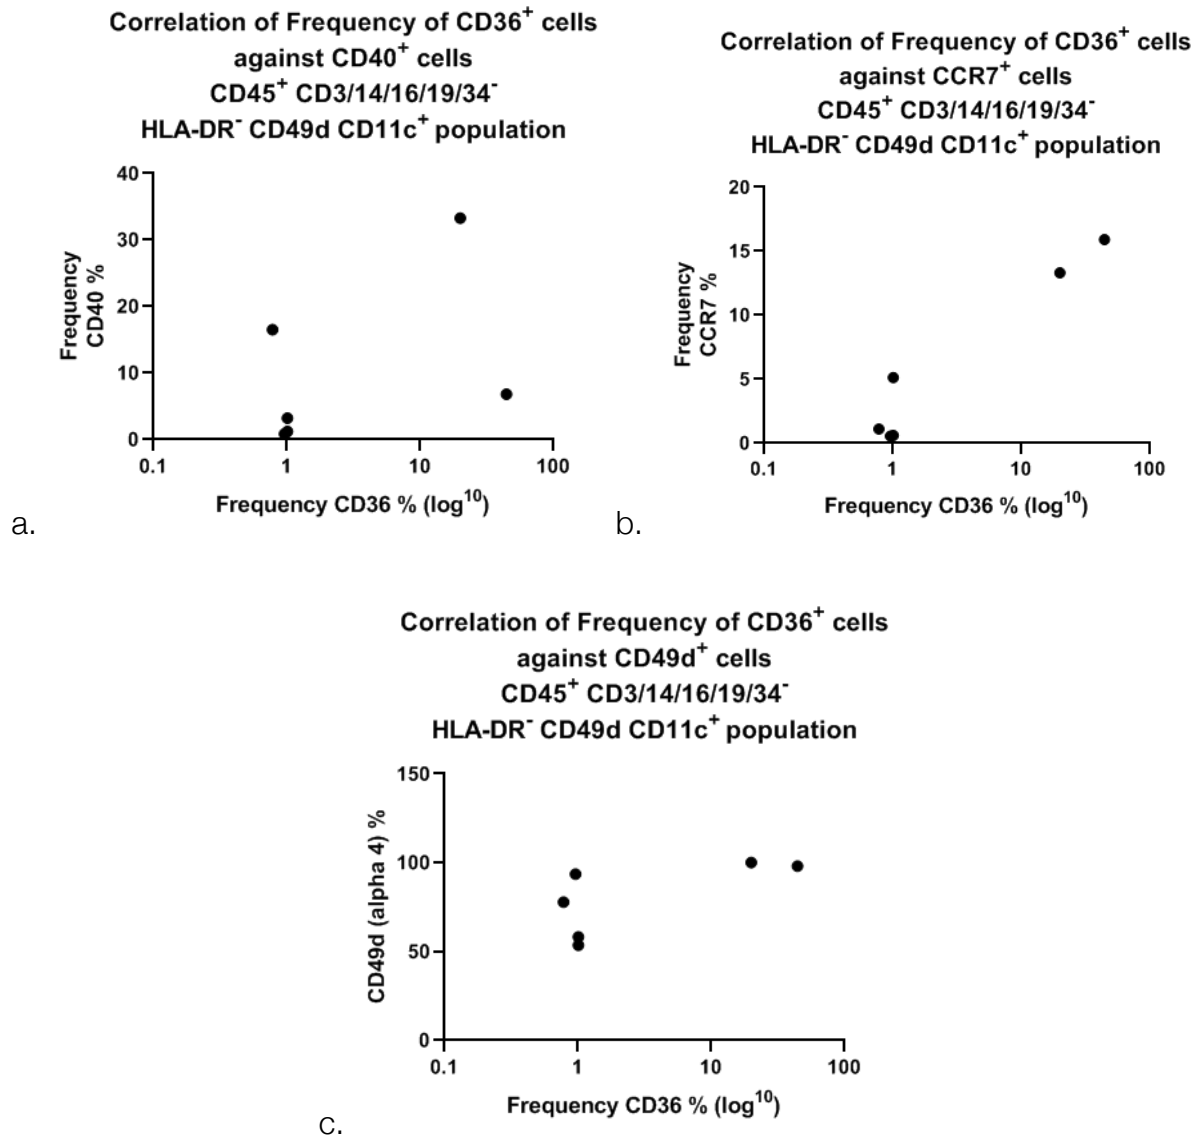 Correlation of Frequency of CD36⁺ cells
against CD40⁺ cells
CD45⁺ CD3/14/16/19/34⁻
HLA-DR⁻ CD49d CD11c⁺ population
40
30
20
10
0
Frequency
CD40 %
0.1 1 10 100
Frequency CD36 % (log¹⁰)
a.
Correlation of Frequency of CD36⁺ cells
against CCR7⁺ cells
CD45⁺ CD3/14/16/19/34⁻
HLA-DR⁻ CD49d CD11c⁺ population
20
15
10
5
0
Frequency
CCR7 %
0.1 1 10 100
Frequency CD36 % (log¹⁰)
b.
Correlation of Frequency of CD36⁺ cells
against CD49d⁺ cells
CD45⁺ CD3/14/16/19/34⁻
HLA-DR⁻ CD49d CD11c⁺ population
150
100
50
0
CD49d (alpha 4) %
0.1 1 10 100
Frequency CD36 % (log¹⁰)
c.